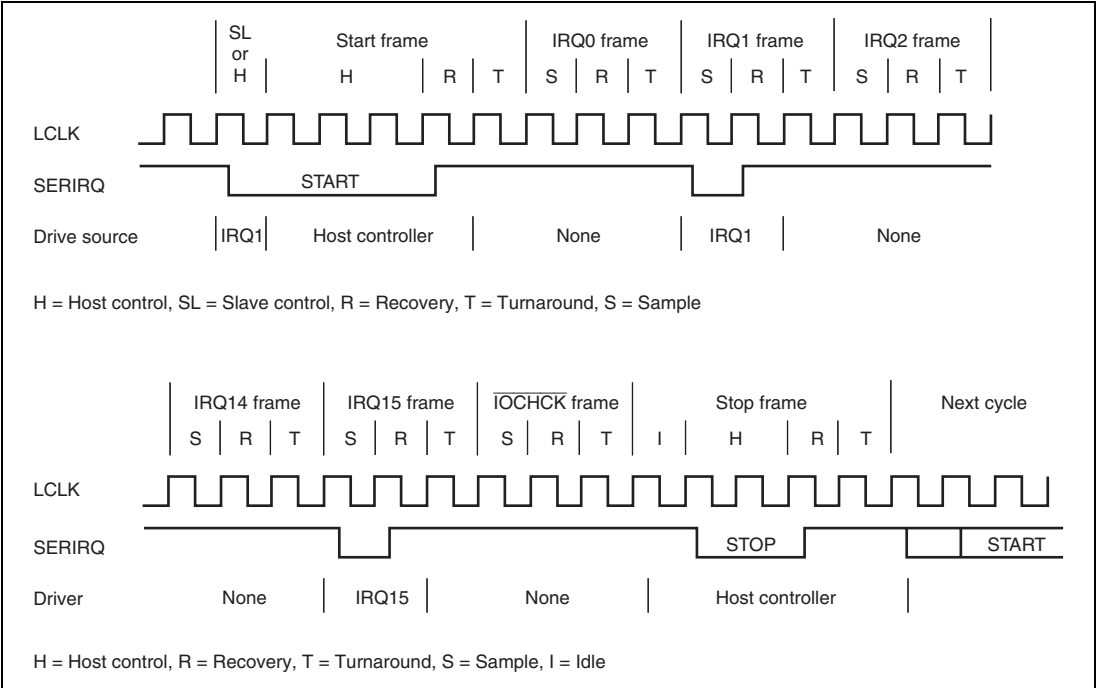 SL or H Start frame IRQ0 frame IRQ1 frame IRQ2 frame
H R T S R T S R T S R T
LCLK
SERIRQ START
Drive source IRQ1 Host controller None IRQ1 None
H = Host control, SL = Slave control, R = Recovery, T = Turnaround, S = Sample
IRQ14 frame IRQ15 frame IOCHCK frame Stop frame Next cycle
S R T S R T S R T I H R T
LCLK
SERIRQ STOP START
Driver None IRQ15 None Host controller
H = Host control, R = Recovery, T = Turnaround, S = Sample, I = Idle